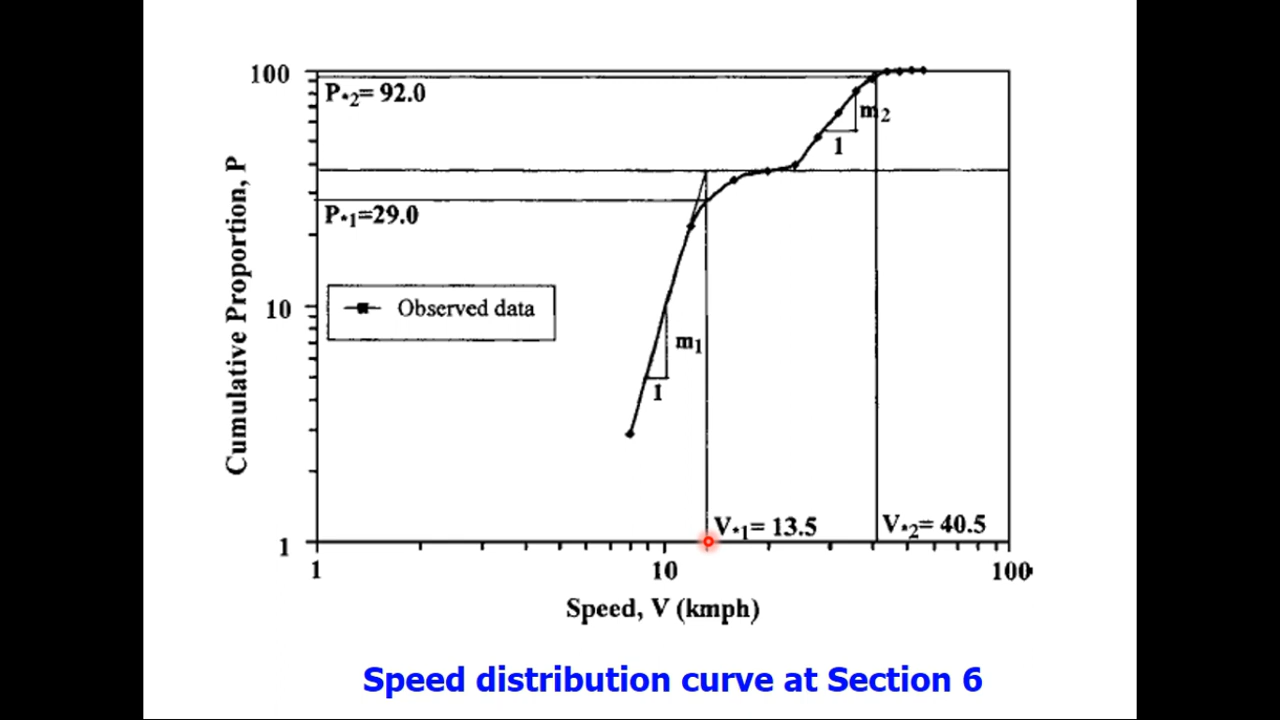 100
P*2= 92.0
m2
1
P*1=29.0
Cumulative Proportion, P
Observed data
10
m1
1
V*1= 13.5
V*2= 40.5
1
1
10
100
Speed, V (kmph)
Speed distribution curve at Section 6